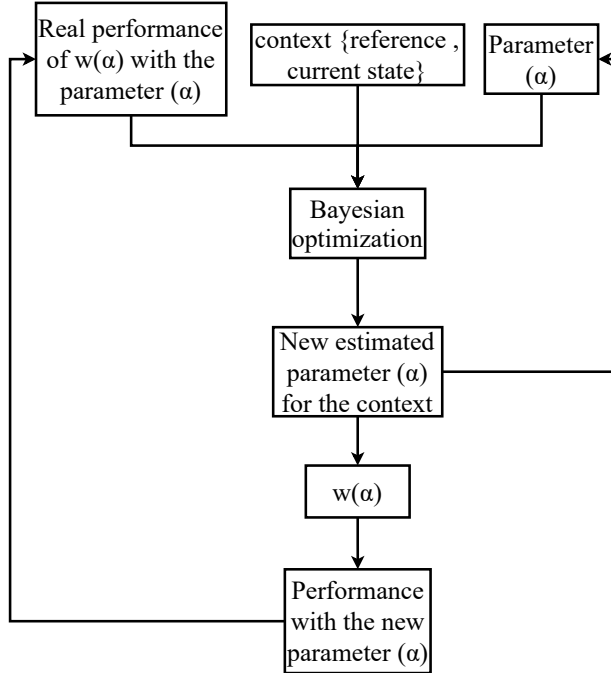 Real performance
of w(α) with the
parameter (α)
context {reference ,
current state}
Parameter
(α)
Bayesian
optimization
New estimated
parameter (α)
for the context
w(α)
Performance
with the new
parameter (α)